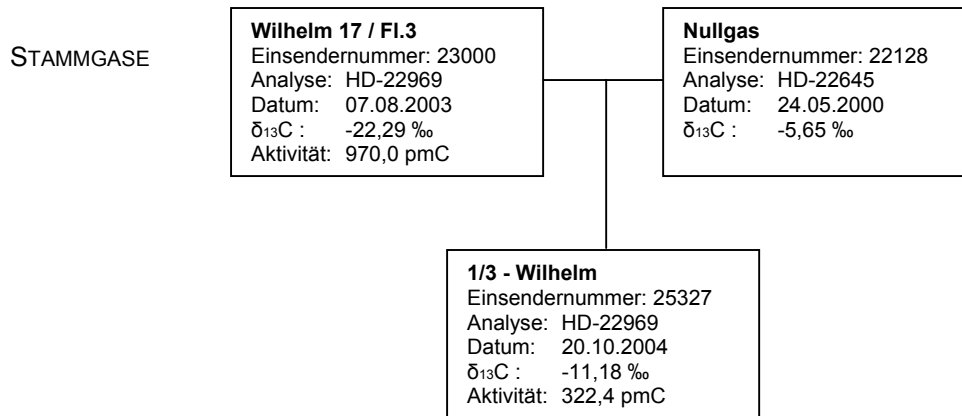 STAMMGASE
Wilhelm 17 / Fl.3
Einsendernummer: 23000
Analyse: HD-22969
Datum: 07.08.2003
δ13C : -22,29 ‰
Aktivität: 970,0 pmC
Nullgas
Einsendernummer: 22128
Analyse: HD-22645
Datum: 24.05.2000
δ13C : -5,65 ‰
1/3 - Wilhelm
Einsendernummer: 25327
Analyse: HD-22969
Datum: 20.10.2004
δ13C : -11,18 ‰
Aktivität: 322,4 pmC